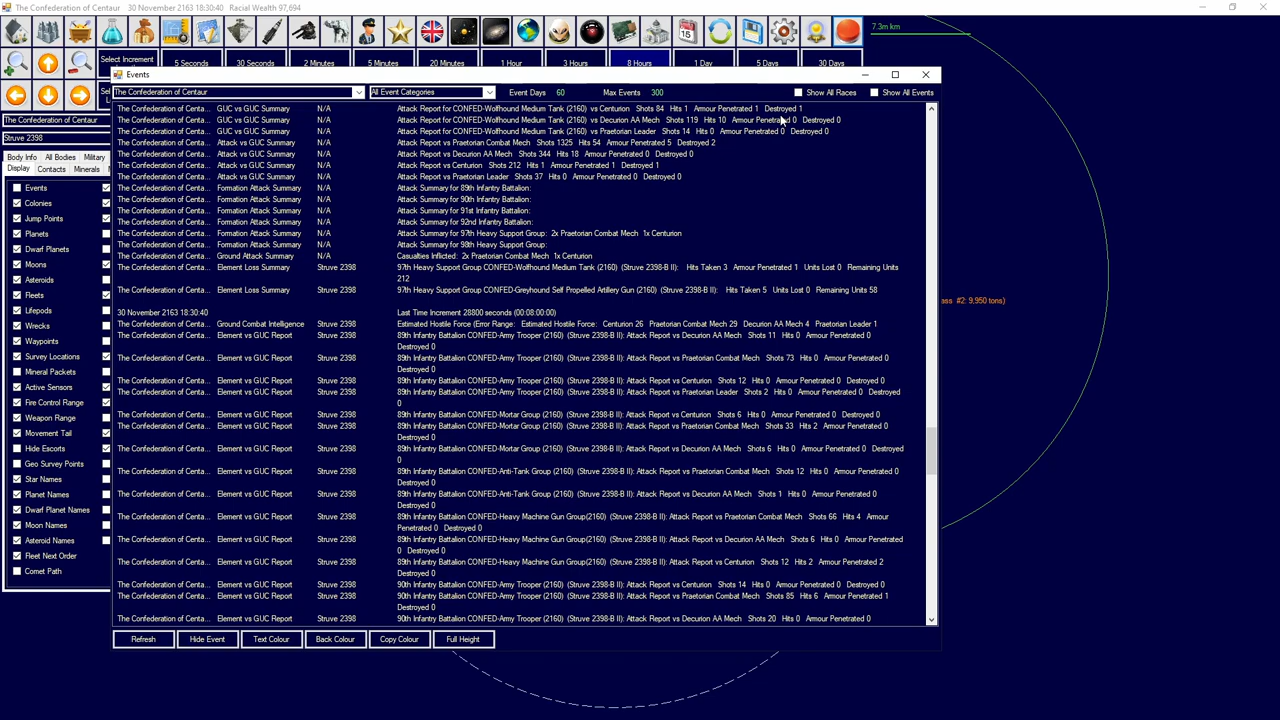 The Confederation of Centaur   30 November 2163 18:30:40   Racial Wealth 97,694
7.3m km
Select Increment
5 Seconds
30 Seconds
2 Minutes
5 Minutes
20 Minutes
1 Hour
3 Hours
8 Hours
1 Day
5 Days
30 Days
Events
The Confederation of Centaur
All Event Categories
Event Days 60
Max Events 300
Show All Races
Show All Events
The Confederation of Centaur
Struve 2398
Body Info All Bodies Military
Display Contacts Minerals
Events
Colonies
Jump Points
Planets
Dwarf Planets
Moons
Asteroids
Fleets
Lifepods
Wrecks
Waypoints
Survey Locations
Mineral Packets
Active Sensors
Fire Control Range
Weapon Range
Movement Tail
Hide Escorts
Geo Survey Points
Star Names
Planet Names
Dwarf Planet Names
Moon Names
Asteroid Names
Fleet Next Order
Comet Path
The Confederation of Centa... GUC vs GUC Summary N/A Attack Report for CONFED-Wolfhound Medium Tank (2160) vs Centurion Shots 84 Hits 1 Amour Penetrated 1 Destroyed 1
The Confederation of Centa... GUC vs GUC Summary N/A Attack Report for CONFED-Wolfhound Medium Tank (2160) vs Decurion AA Mech Shots 119 Hits 10 Amour Penetrated 0 Destroyed 0
The Confederation of Centa... GUC vs GUC Summary N/A Attack Report for CONFED-Wolfhound Medium Tank (2160) vs Praetorian Leader Shots 14 Hits 0 Amour Penetrated 0 Destroyed 0
The Confederation of Centa... Attack vs GUC Summary N/A Attack Report vs Praetorian Combat Mech Shots 1325 Hits 54 Amour Penetrated 5 Destroyed 2
The Confederation of Centa... Attack vs GUC Summary N/A Attack Report vs Decurion AA Mech Shots 344 Hits 18 Amour Penetrated 0 Destroyed 0
The Confederation of Centa... Attack vs GUC Summary N/A Attack Report vs Centurion Shots 212 Hits 1 Amour Penetrated 1 Destroyed 1
The Confederation of Centa... Attack vs GUC Summary N/A Attack Report vs Praetorian Leader Shots 37 Hits 0 Amour Penetrated 0 Destroyed 0
The Confederation of Centa... Formation Attack Summary N/A Attack Summary for 89th Infantry Battalion:
The Confederation of Centa... Formation Attack Summary N/A Attack Summary for 90th Infantry Battalion:
The Confederation of Centa... Formation Attack Summary N/A Attack Summary for 91st Infantry Battalion:
The Confederation of Centa... Formation Attack Summary N/A Attack Summary for 92nd Infantry Battalion:
The Confederation of Centa... Formation Attack Summary N/A Attack Summary for 97th Heavy Support Group: 2x Praetorian Combat Mech 1x Centurion
The Confederation of Centa... Formation Attack Summary N/A Attack Summary for 98th Heavy Support Group:
The Confederation of Centa... Ground Attack Summary N/A Casualties Inflicted: 2x Praetorian Combat Mech 1x Centurion
The Confederation of Centa... Element Loss Summary Struve 2398 97th Heavy Support Group CONFED-Wolfhound Medium Tank (2160) (Struve 2398-B II): Hits Taken 3 Amour Penetrated 1 Units Lost 0 Remaining Units
212
The Confederation of Centa... Element Loss Summary Struve 2398 97th Heavy Support Group CONFED-Greyhound Self Propelled Artillery Gun (2160) (Struve 2398-B II): Hits Taken 5 Units Lost 0 Remaining Units 58
30 November 2163 18:30:40 Last Time Increment 28800 seconds (00:08:00:00)
The Confederation of Centa... Ground Combat Intelligence Struve 2398 Estimated Hostile Force (Error Range: Estimated Hostile Force: Centurion 26 Praetorian Combat Mech 29 Decurion AA Mech 4 Praetorian Leader 1
The Confederation of Centa... Element vs GUC Report Struve 2398 89th Infantry Battalion CONFED-Army Trooper (2160) (Struve 2398-B II): Attack Report vs Decurion AA Mech Shots 11 Hits 0 Amour Penetrated 0
Destroyed 0
The Confederation of Centa... Element vs GUC Report Struve 2398 89th Infantry Battalion CONFED-Army Trooper (2160) (Struve 2398-B II): Attack Report vs Praetorian Combat Mech Shots 73 Hits 3 Amour Penetrated 0
Destroyed 0
The Confederation of Centa... Element vs GUC Report Struve 2398 89th Infantry Battalion CONFED-Army Trooper (2160) (Struve 2398-B II): Attack Report vs Centurion Shots 12 Hits 0 Amour Penetrated 0 Destroyed 0
The Confederation of Centa... Element vs GUC Report Struve 2398 89th Infantry Battalion CONFED-Army Trooper (2160) (Struve 2398-B II): Attack Report vs Praetorian Leader Shots 2 Hits 0 Amour Penetrated 0 Destroyed
0
The Confederation of Centa... Element vs GUC Report Struve 2398 89th Infantry Battalion CONFED-Mortar Group (2160) (Struve 2398-B II): Attack Report vs Centurion Shots 6 Hits 0 Amour Penetrated 0 Destroyed 0
The Confederation of Centa... Element vs GUC Report Struve 2398 89th Infantry Battalion CONFED-Mortar Group (2160) (Struve 2398-B II): Attack Report vs Praetorian Combat Mech Shots 33 Hits 2 Amour Penetrated 0
Destroyed 0
The Confederation of Centa... Element vs GUC Report Struve 2398 89th Infantry Battalion CONFED-Mortar Group (2160) (Struve 2398-B II): Attack Report vs Decurion AA Mech Shots 6 Hits 0 Amour Penetrated 0 Destroyed
0
The Confederation of Centa... Element vs GUC Report Struve 2398 89th Infantry Battalion CONFED-Anti-Tank Group (2160) (Struve 2398-B II): Attack Report vs Praetorian Combat Mech Shots 12 Hits 0 Amour Penetrated 0
Destroyed 0
The Confederation of Centa... Element vs GUC Report Struve 2398 89th Infantry Battalion CONFED-Anti-Tank Group (2160) (Struve 2398-B II): Attack Report vs Decurion AA Mech Shots 1 Hits 0 Amour Penetrated 0
Destroyed 0
The Confederation of Centa... Element vs GUC Report Struve 2398 89th Infantry Battalion CONFED-Heavy Machine Gun Group(2160) (Struve 2398-B II): Attack Report vs Praetorian Combat Mech Shots 66 Hits 4 Amour
Penetrated 0 Destroyed 0
The Confederation of Centa... Element vs GUC Report Struve 2398 89th Infantry Battalion CONFED-Heavy Machine Gun Group(2160) (Struve 2398-B II): Attack Report vs Decurion AA Mech Shots 6 Hits 0 Amour Penetrated
0 Destroyed 0
The Confederation of Centa... Element vs GUC Report Struve 2398 89th Infantry Battalion CONFED-Heavy Machine Gun Group(2160) (Struve 2398-B II): Attack Report vs Centurion Shots 12 Hits 2 Amour Penetrated 2
Destroyed 0
The Confederation of Centa... Element vs GUC Report Struve 2398 90th Infantry Battalion CONFED-Army Trooper (2160) (Struve 2398-B II): Attack Report vs Centurion Shots 14 Hits 0 Amour Penetrated 0 Destroyed 0
The Confederation of Centa... Element vs GUC Report Struve 2398 90th Infantry Battalion CONFED-Army Trooper (2160) (Struve 2398-B II): Attack Report vs Praetorian Combat Mech Shots 85 Hits 6 Amour Penetrated 1
Destroyed 0
The Confederation of Centa... Element vs GUC Report Struve 2398 90th Infantry Battalion CONFED-Army Trooper (2160) (Struve 2398-B II): Attack Report vs Decurion AA Mech Shots 20 Hits 0 Amour Penetrated 0
ass #2: 9,950 tons)
Refresh
Hide Event
Text Colour
Back Colour
Copy Colour
Full Height